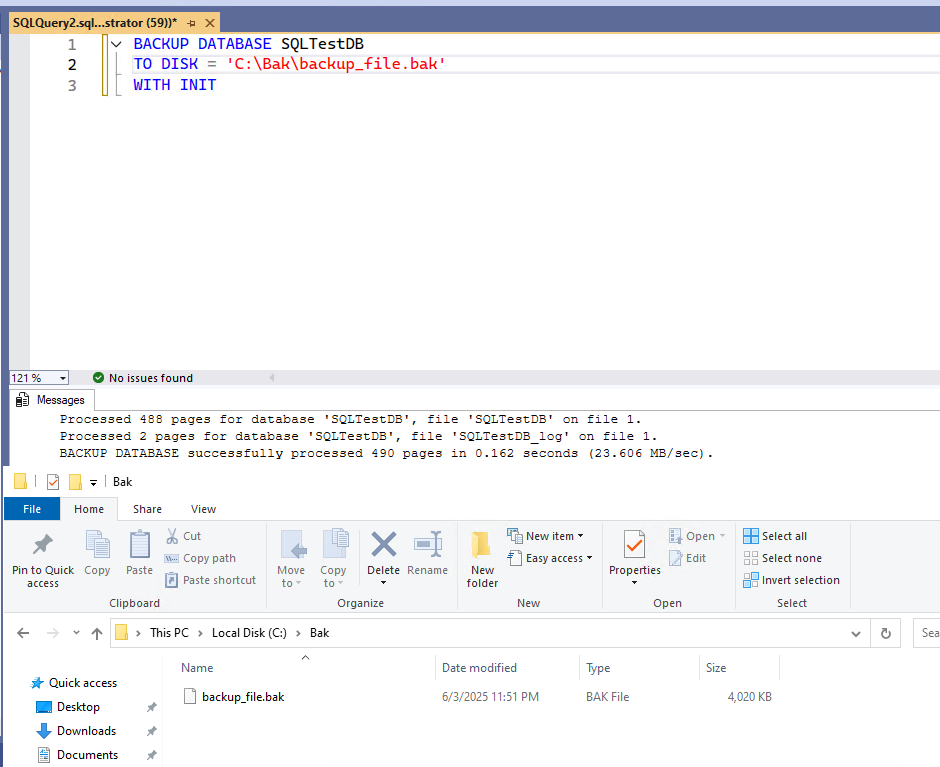 SQLQuery2.sql...strator (59))*
1 BACKUP DATABASE SQLTestDB
2 TO DISK = 'C:\Bak\backup_file.bak'
3 WITH INIT
121 % No issues found
Messages
Processed 488 pages for database 'SQLTestDB', file 'SQLTestDB' on file 1.
Processed 2 pages for database 'SQLTestDB', file 'SQLTestDB_log' on file 1.
BACKUP DATABASE successfully processed 490 pages in 0.162 seconds (23.606 MB/sec).
Bak
File Home Share View
Pin to Quick
access
Copy
Paste
Cut
Copy path
Paste shortcut
Clipboard
Move
to
Copy
to
Delete
Rename
Organize
New
folder
New item
Easy access
New
Properties
Open
Edit
Open
Select all
Select none
Invert selection
Select
This PC > Local Disk (C:) > Bak
Sea
Name Date modified Type Size
backup_file.bak 6/3/2025 11:51 PM BAK File 4,020 KB
Quick access
Desktop
Downloads
Documents